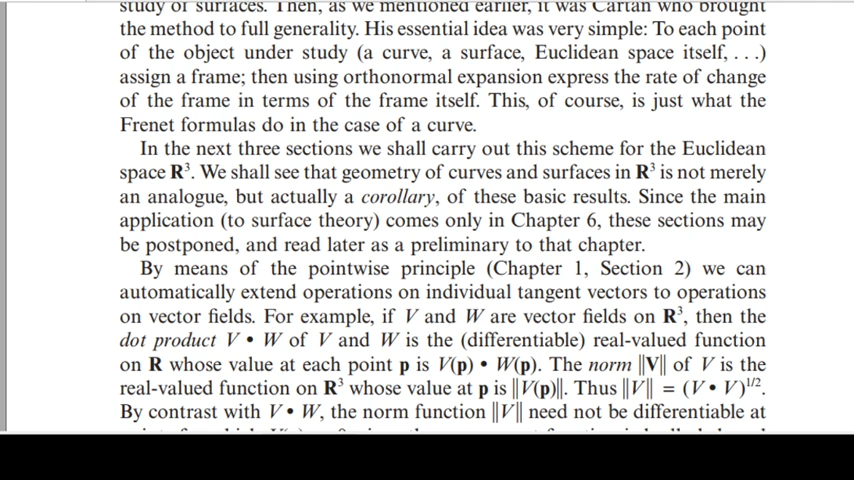 study of surfaces. Then, as we mentioned earlier, it was Cartan who brought
the method to full generality. His essential idea was very simple: To each point
of the object under study (a curve, a surface, Euclidean space itself, . . .)
assign a frame; then using orthonormal expansion express the rate of change
of the frame in terms of the frame itself. This, of course, is just what the
Frenet formulas do in the case of a curve.
In the next three sections we shall carry out this scheme for the Euclidean
space R³. We shall see that geometry of curves and surfaces in R³ is not merely
an analogue, but actually a corollary, of these basic results. Since the main
application (to surface theory) comes only in Chapter 6, these sections may
be postponed, and read later as a preliminary to that chapter.
By means of the pointwise principle (Chapter 1, Section 2) we can
automatically extend operations on individual tangent vectors to operations
on vector fields. For example, if V and W are vector fields on R³, then the
dot product V • W of V and W is the (differentiable) real-valued function
on R whose value at each point p is V(p) • W(p). The norm ||V|| of V is the
real-valued function on R³ whose value at p is ||V(p)||. Thus ||V|| = (V • V)^1/2.
By contrast with V • W, the norm function ||V|| need not be differentiable at